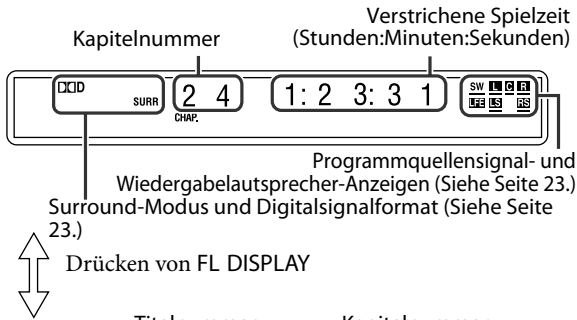 Verstrichene Spielzeit
Kapitelnummer (Stunden:Minuten:Sekunden)
D SURR 2 4 1:2 3:3 1 SW L C R
CHAP. LFE LS RS
Programmquellensignal- und
Wiedergabelautsprecher-Anzeigen (Siehe Seite 23.)
Surround-Modus und Digitalsignalformat (Siehe Seite
23.)
Drücken von FL DISPLAY